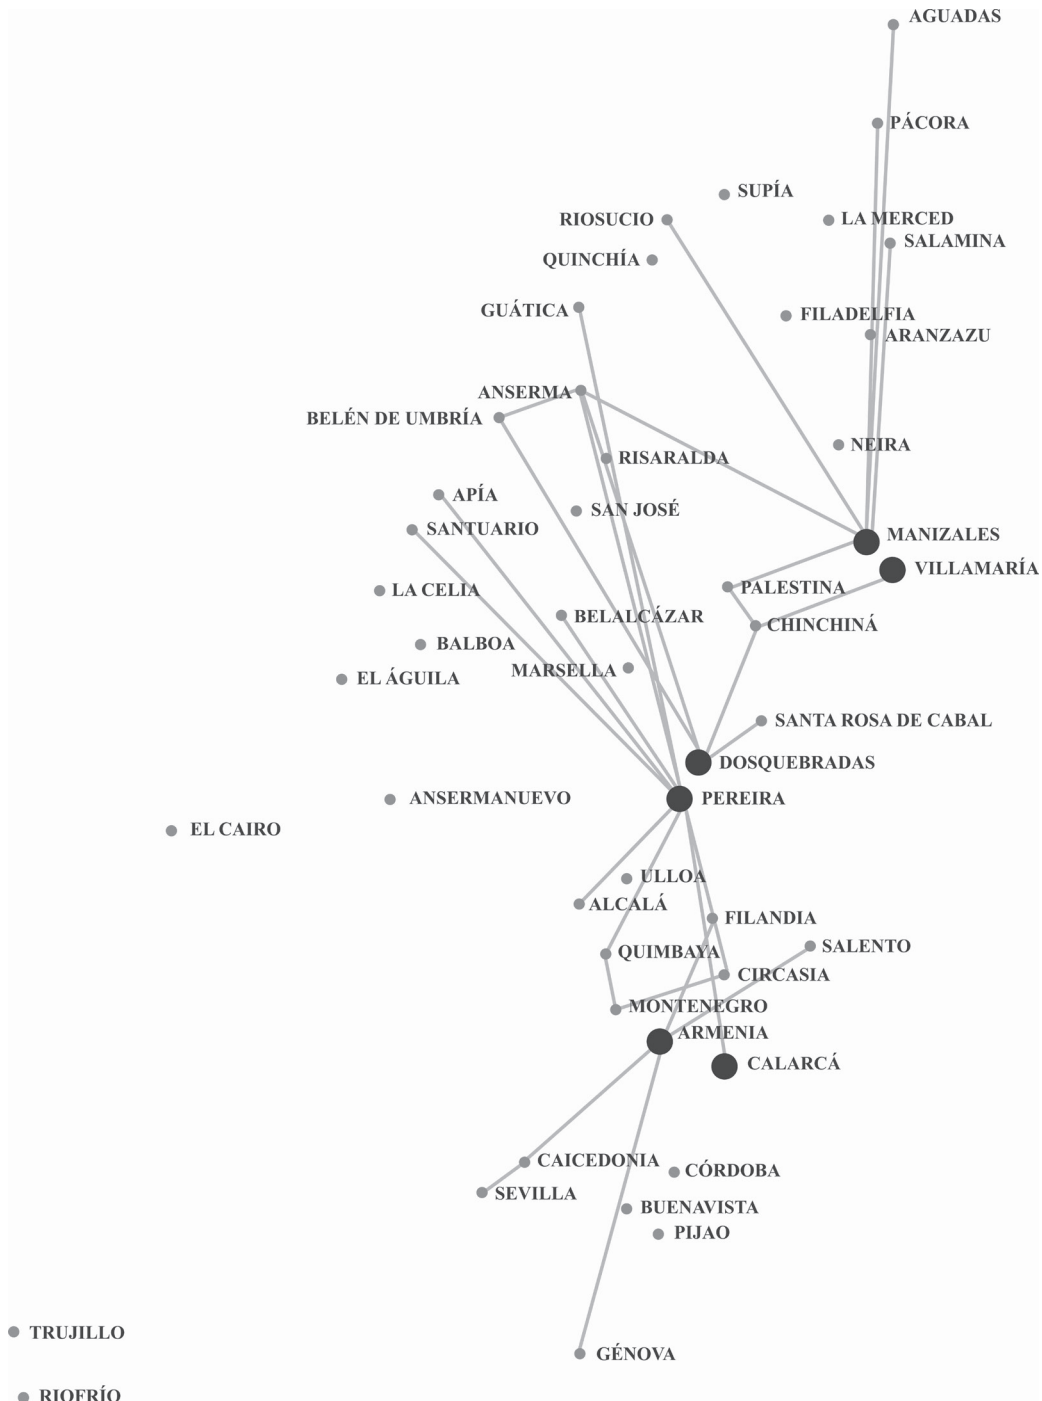 AGUADAS
PÁCORA
SUPÍA
RIOSUCIO
LA MERCED
SALAMINA
QUINCHÍA
GUÁTICA
FILADELFIA
ARANZAZU
ANSERMA
BELÉN DE UMBRÍA
NEIRA
RISARALDA
APÍA
SAN JOSÉ
SANTUARIO
MANIZALES
VILLAMARÍA
LA CELIA
PALESTINA
BELALCÁZAR
CHINCHINÁ
BALBOA
MARSELLA
EL ÁGUILA
SANTA ROSA DE CABAL
DOSQUEBRADAS
ANSERMANUEVO
PEREIRA
EL CAIRO
ULLOA
ALCALÁ
FILANDIA
QUIMBAYA
SALENTO
CIRCASIA
MONTENEGRO
ARMENIA
CALARCÁ
CAICEDONIA
CÓRDOBA
SEVILLA
BUENAVISTA
PIJAO
TRUJILLO
GÉNOVA
RIOFRÍO